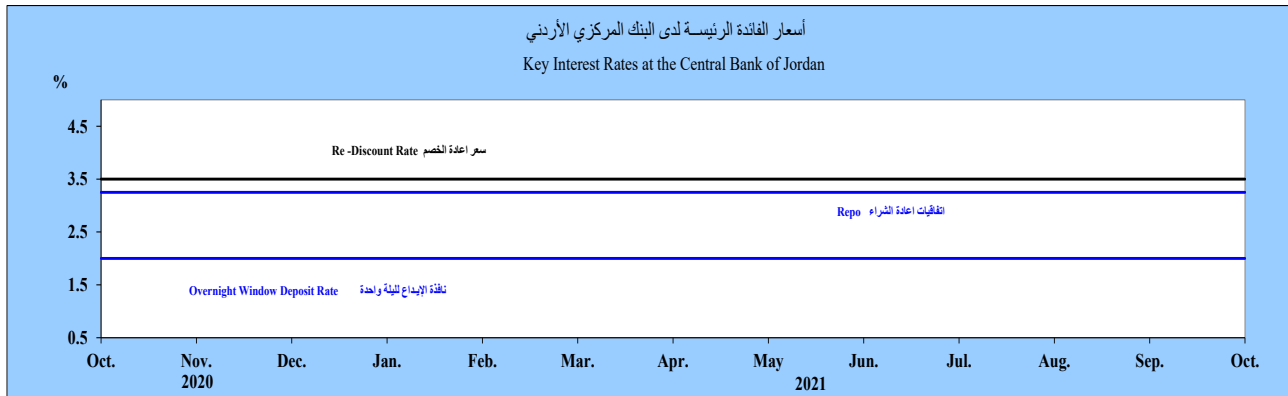 أسعار الفائدة الرئيســة لدى البنك المركزي الأردني
Key Interest Rates at the Central Bank of Jordan
%
4.5
Re -Discount Rate سعر اعادة الخصم
3.5
Repo اتفاقيات اعادة الشراء
2.5
1.5
Overnight Window Deposit Rate نافذة الإيـداع لليلة واحدة
0.5
Oct. Nov. Dec. Jan. Feb. Mar. Apr. May Jun. Jul. Aug. Sep. Oct.
2020 2021